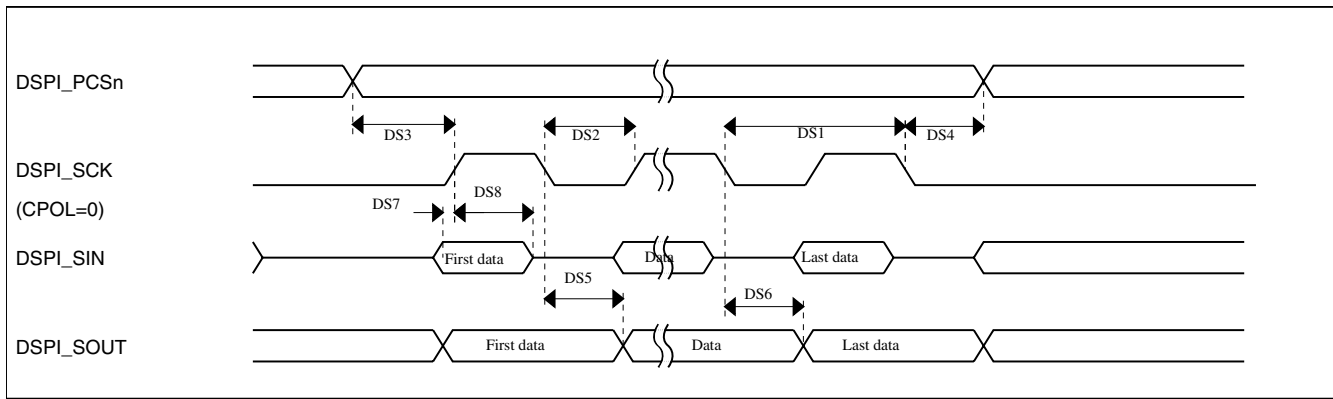 DSPI_PCSn
DS3
DS2
DS1
DS4
DSPI_SCK
(CPOL=0)
DS7
DS8
DSPI_SIN
First data
Data
Last data
DS5
DS6
DSPI_SOUT
First data
Data
Last data